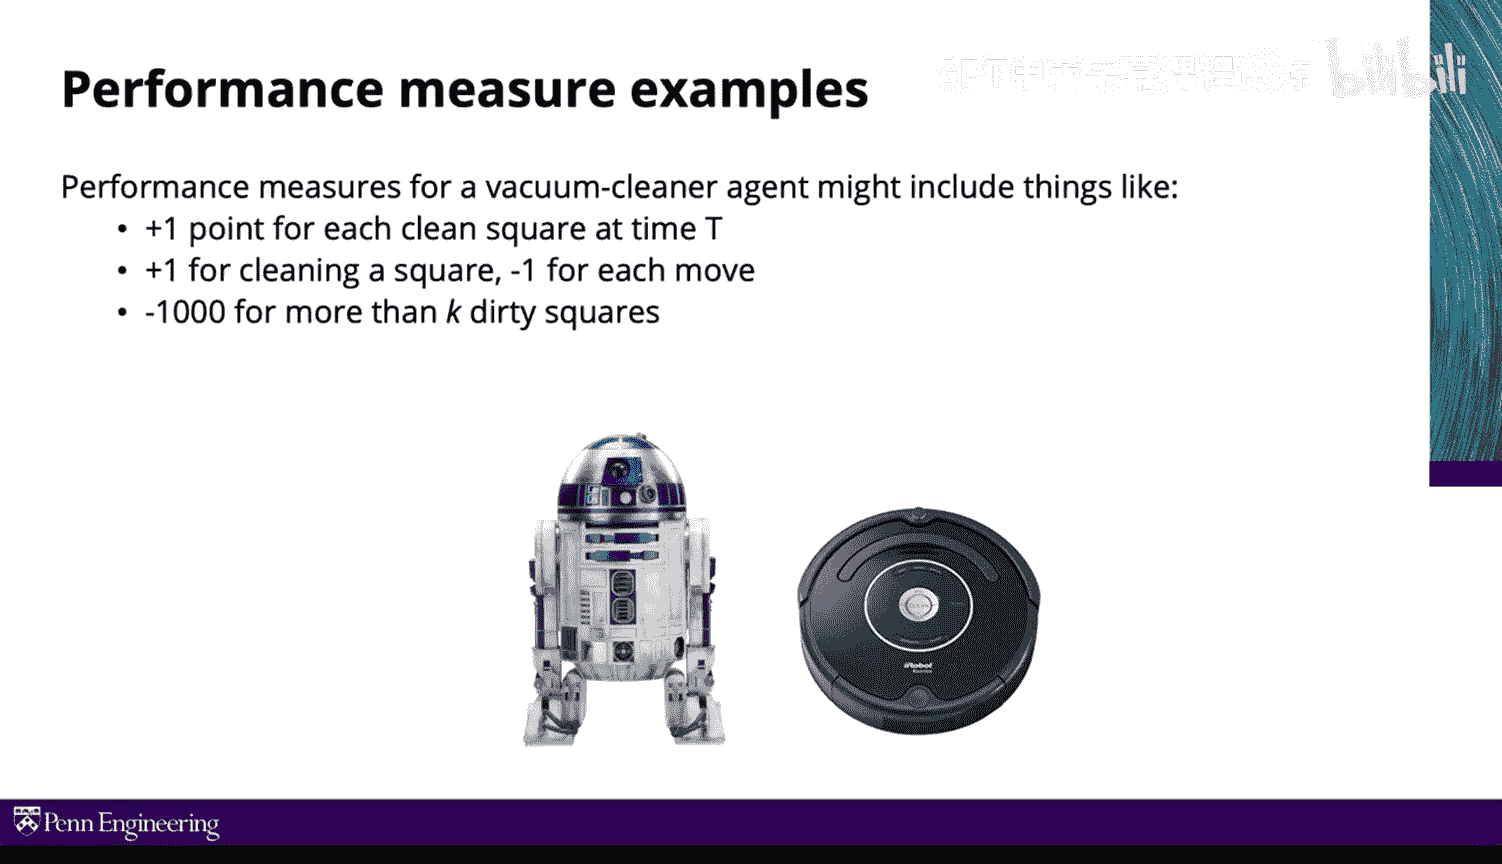 Performance measure examples
bilibili
Performance measures for a vacuum-cleaner agent might include things like:
• +1 point for each clean square at time T
• +1 for cleaning a square, -1 for each move
• -1000 for more than k dirty squares
CLEAN
iRobot
Penn Engineering